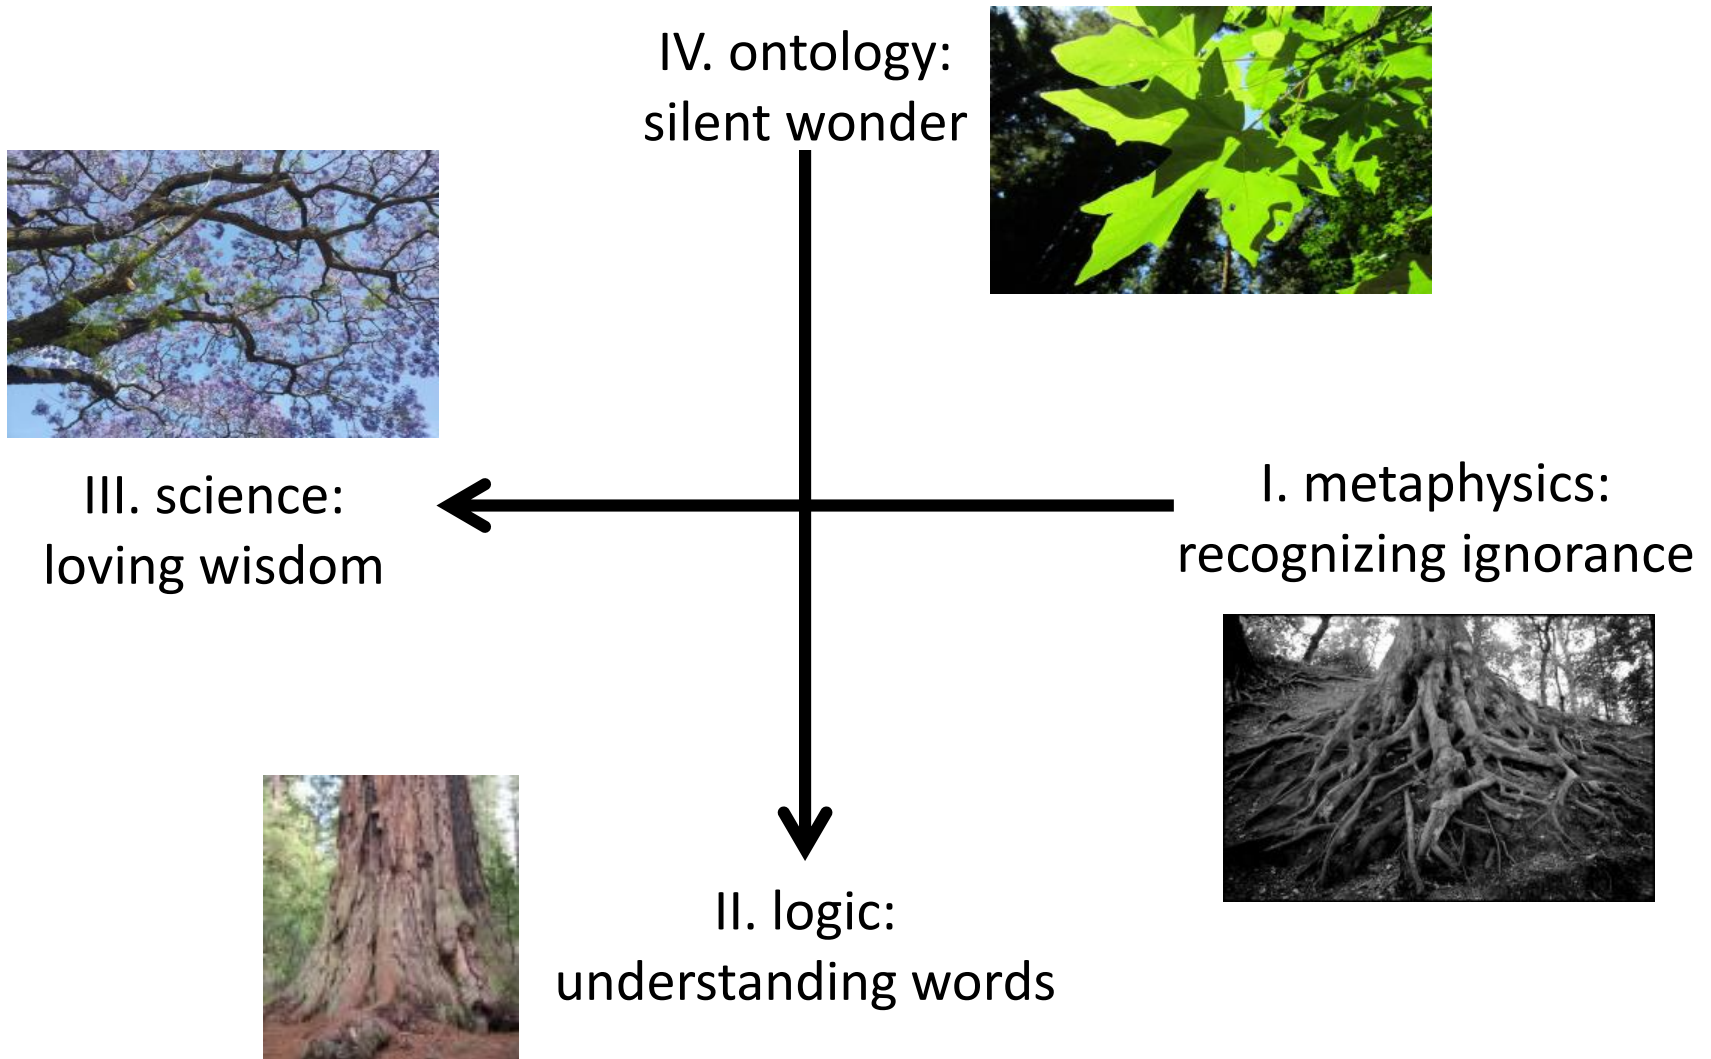 IV. ontology:
silent wonder
III. science:
loving wisdom
I. metaphysics:
recognizing ignorance
II. logic:
understanding words